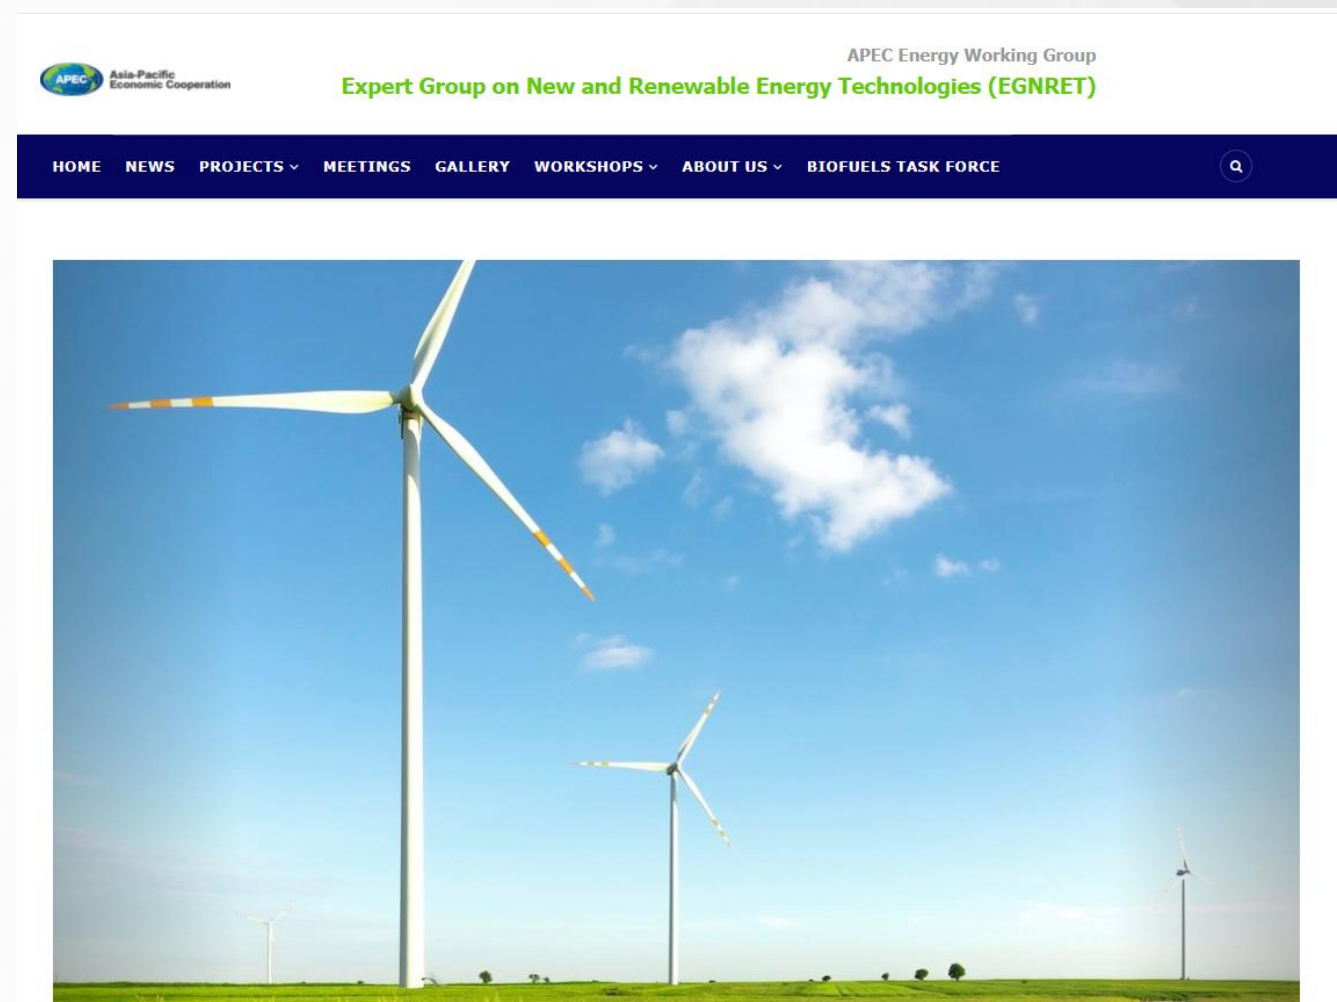 APEC
Asia-Pacific
Economic Cooperation
APEC Energy Working Group
Expert Group on New and Renewable Energy Technologies (EGNRET)
HOME NEWS PROJECTS MEETINGS GALLERY WORKSHOPS ABOUT US BIOFUELS TASK FORCE